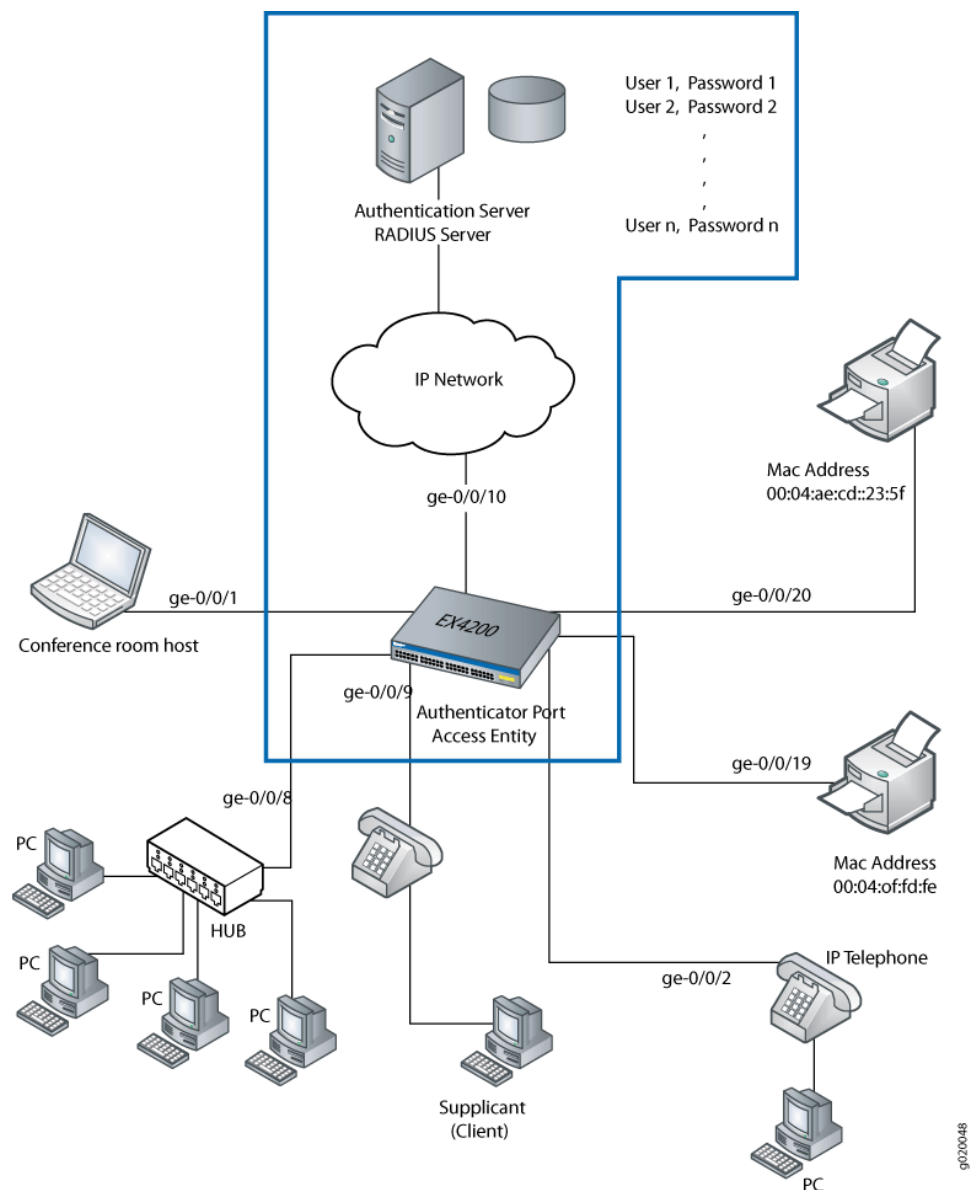 User 1, Password 1
User 2, Password 2
,
,
,
,
User n, Password n
Authentication Server
RADIUS Server
IP Network
ge-0/0/10
Mac Address
00:04:ae:cd::23:5f
ge-0/0/1
ge-0/0/20
Conference room host
EX4200
ge-0/0/9
Authenticator Port
Access Entity
ge-0/0/19
ge-0/0/8
PC
Mac Address
00:04:of:fd:fe
HUB
PC
PC
PC
IP Telephone
ge-0/0/2
Supplicant
(Client)
PC
g020048